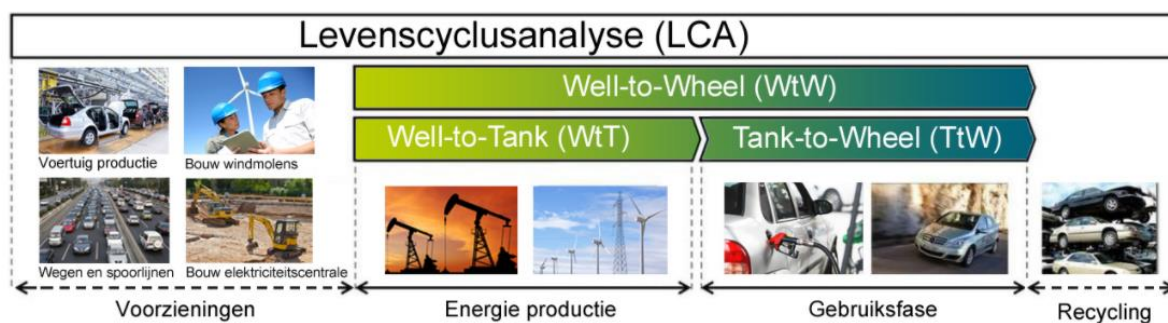 Levenscyclusanalyse (LCA)
Well-to-Wheel (WtW)
Well-to-Tank (WtT)
Tank-to-Wheel (TtW)
Voertuig productie
Bouw windmolens
Wegen en spoorlijnen
Bouw elektriciteitscentrale
Voorzieningen
Energie productie
Gebruiksfase
Recycling